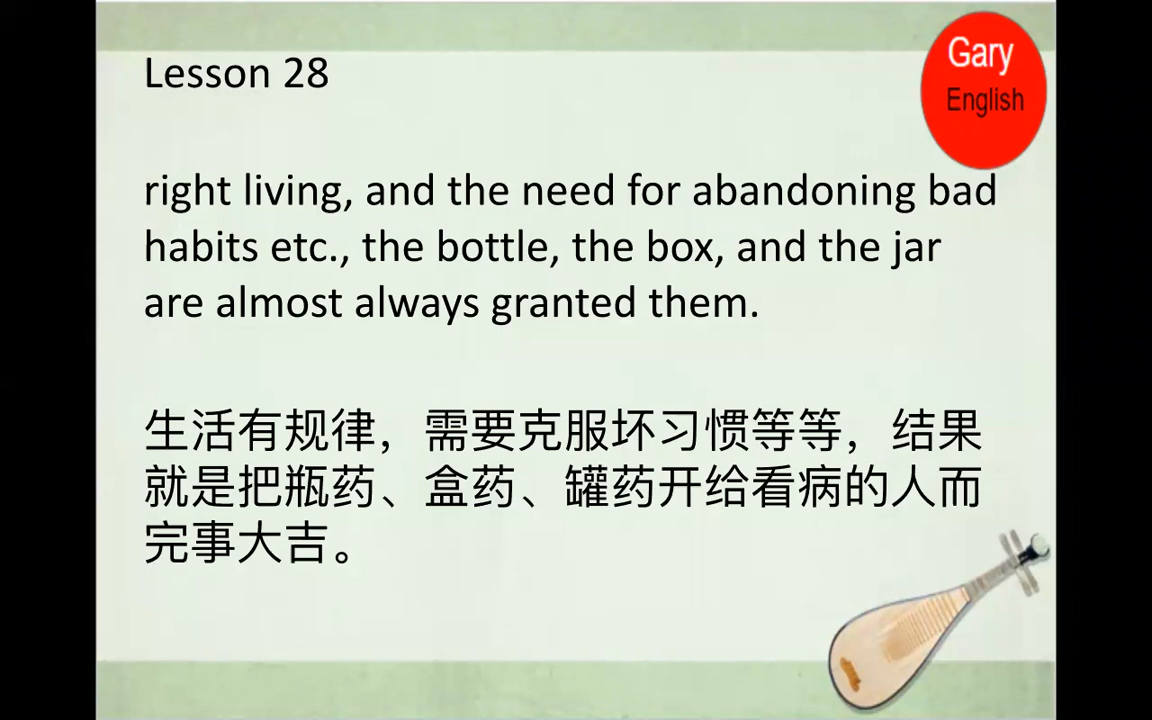 Gary
English
Lesson 28
right living, and the need for abandoning bad
habits etc., the bottle, the box, and the jar
are almost always granted them.
生活有规律，需要克服坏习惯等等，结果
就是把瓶药、盒药、罐药开给看病的人而
完事大吉。